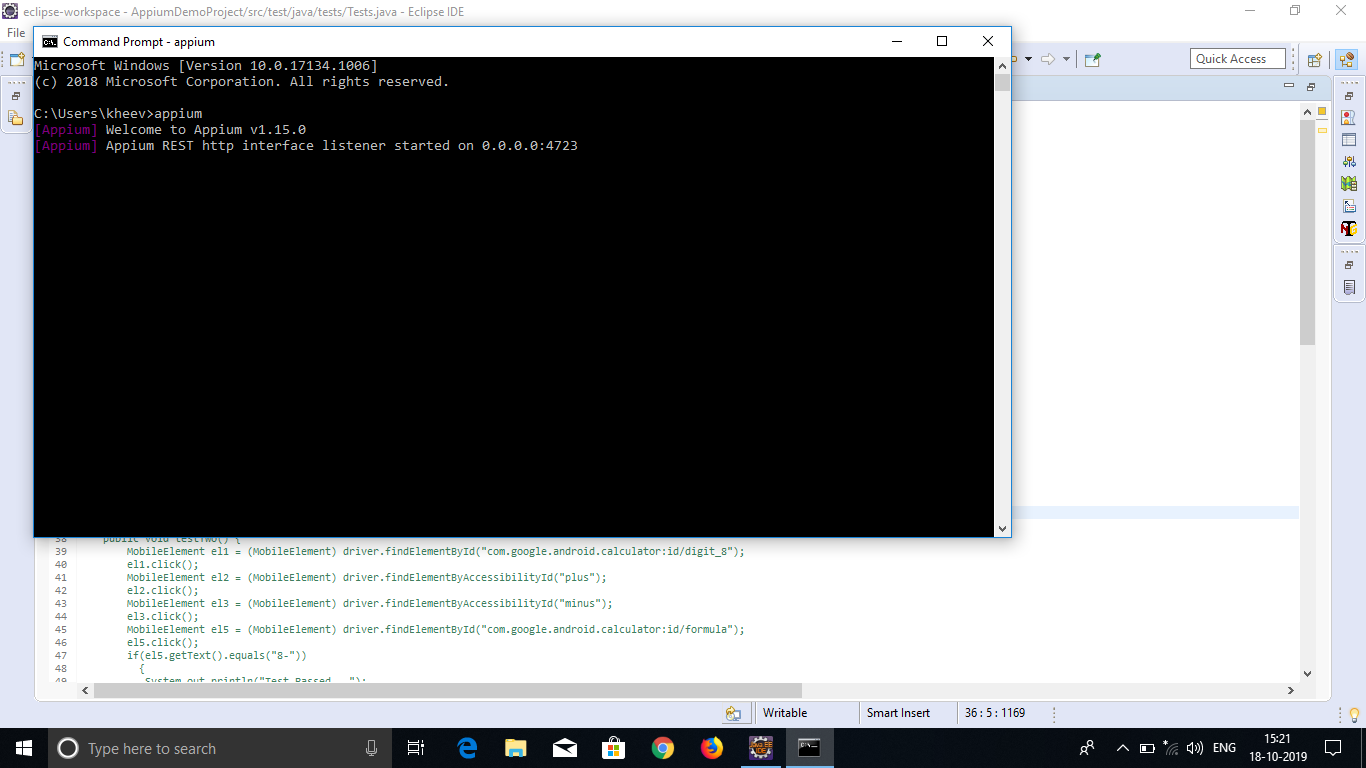 eclipse-workspace - AppiumDemoProject/src/test/java/tests/Tests.java - Eclipse IDE
File
Command Prompt - appium
Quick Access
Microsoft Windows [Version 10.0.17134.1006]
(c) 2018 Microsoft Corporation. All rights reserved.
C:\Users\kheev>appium
[Appium] Welcome to Appium v1.15.0
[Appium] Appium REST http interface listener started on 0.0.0.0:4723
38 public void testTwo() {
39 MobileElement el1 = (MobileElement) driver.findElementById("com.google.android.calculator:id/digit_8");
40 el1.click();
41 MobileElement el2 = (MobileElement) driver.findElementByAccessibilityId("plus");
42 el2.click();
43 MobileElement el3 = (MobileElement) driver.findElementByAccessibilityId("minus");
44 el3.click();
45 MobileElement el5 = (MobileElement) driver.findElementById("com.google.android.calculator:id/formula");
46 el5.click();
47 if(el5.getText().equals("8-"))
48 {
49 System.out.println("Test Passed...");
Writable
Smart Insert
36 : 5 : 1169
Type here to search
ENG
15:21
18-10-2019